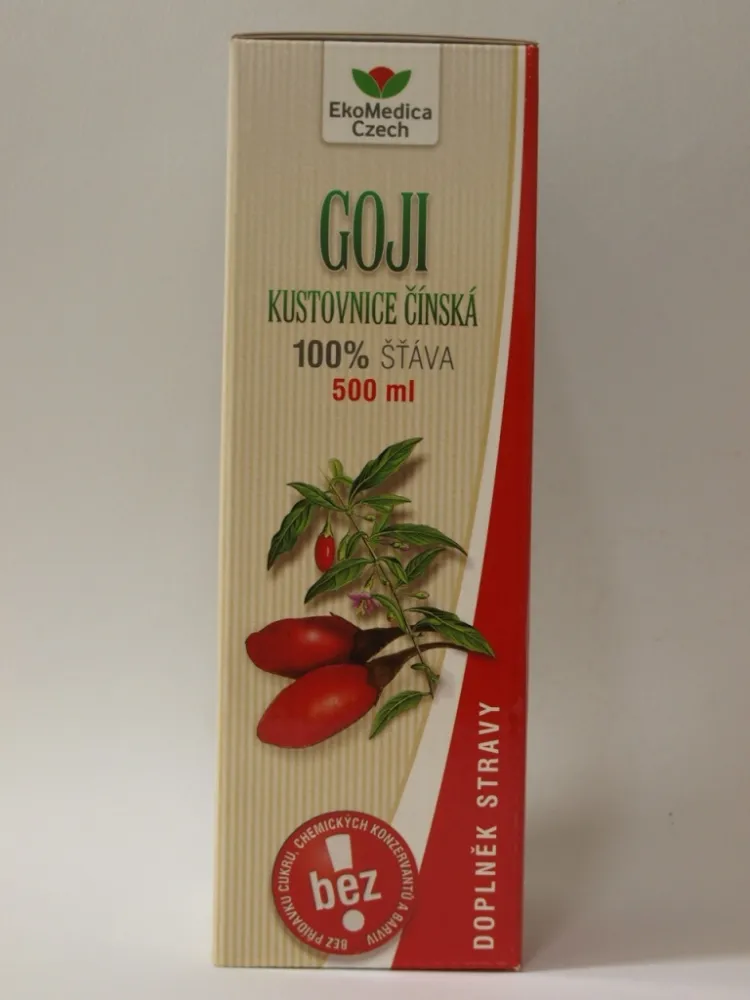 EkoMedica
Czech
GOJI
KUSTOVNICE ČÍNSKÁ
100% ŠŤÁVA
500 ml
DOPLNĚK STRAVY
BEZ PŘÍDAVKU CUKRU, CHEMICKÝCH KONZERVANTŮ A BARVIV
bez